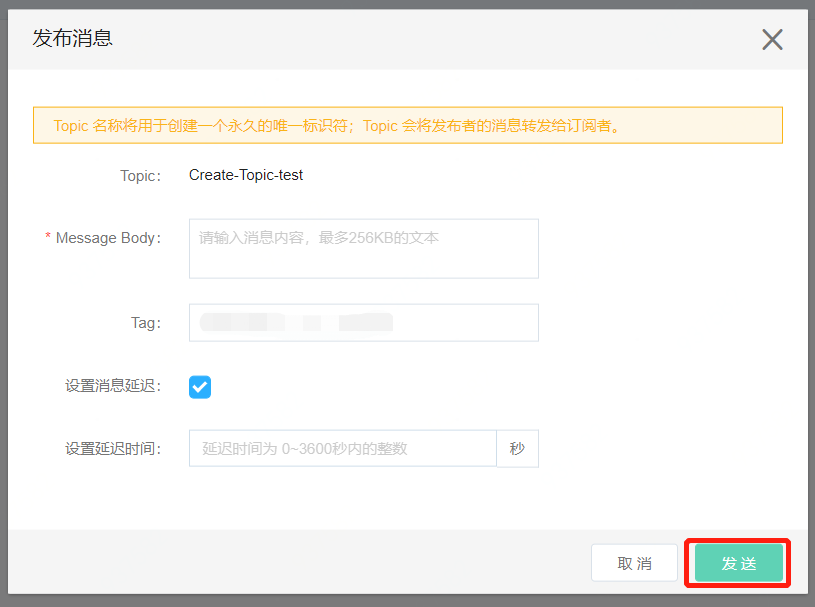 发布消息
Topic 名称将用于创建一个永久的唯一标识符；Topic 会将发布者的消息转发给订阅者。
Topic： Create-Topic-test
* Message Body： 请输入消息内容，最多256KB的文本
Tag：
设置消息延迟：
设置延迟时间： 延迟时间为 0~3600秒内的整数 秒
取 消 发 送